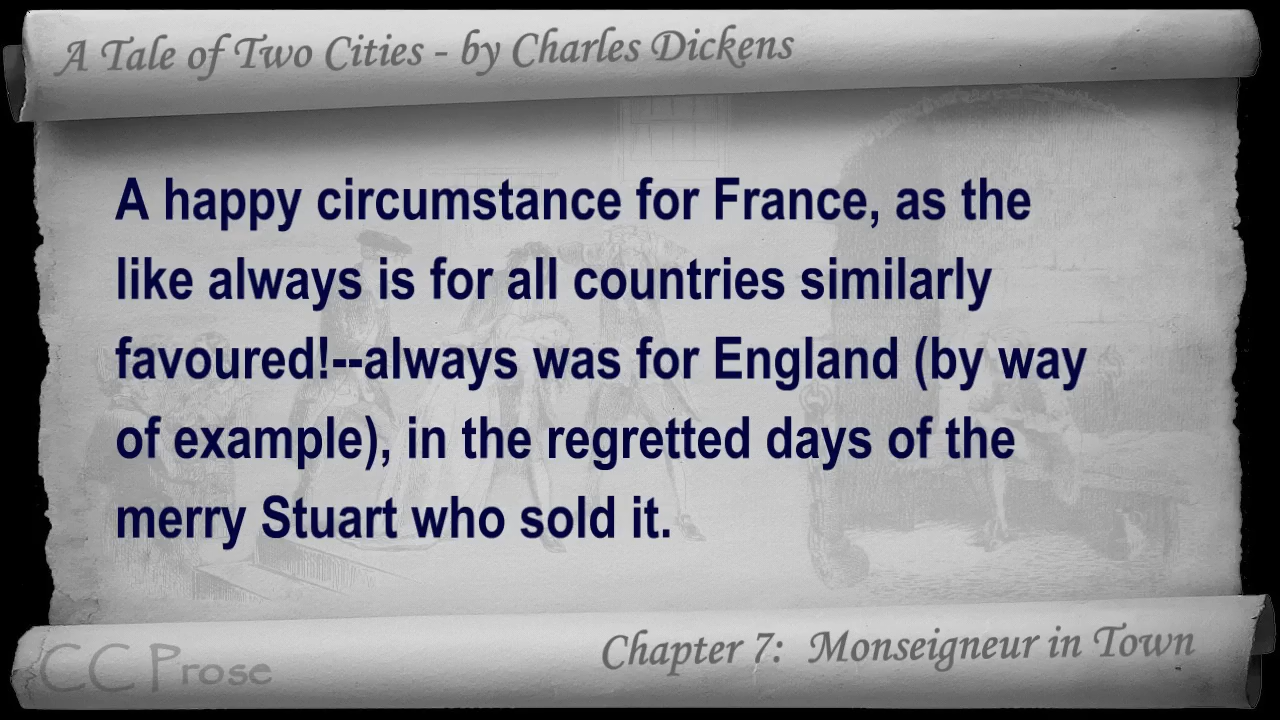 A Tale of Two Cities - by Charles Dickens
A happy circumstance for France, as the
like always is for all countries similarly
favoured!--always was for England (by way
of example), in the regretted days of the
merry Stuart who sold it.
CC Prose
Chapter 7: Monseigneur in Town